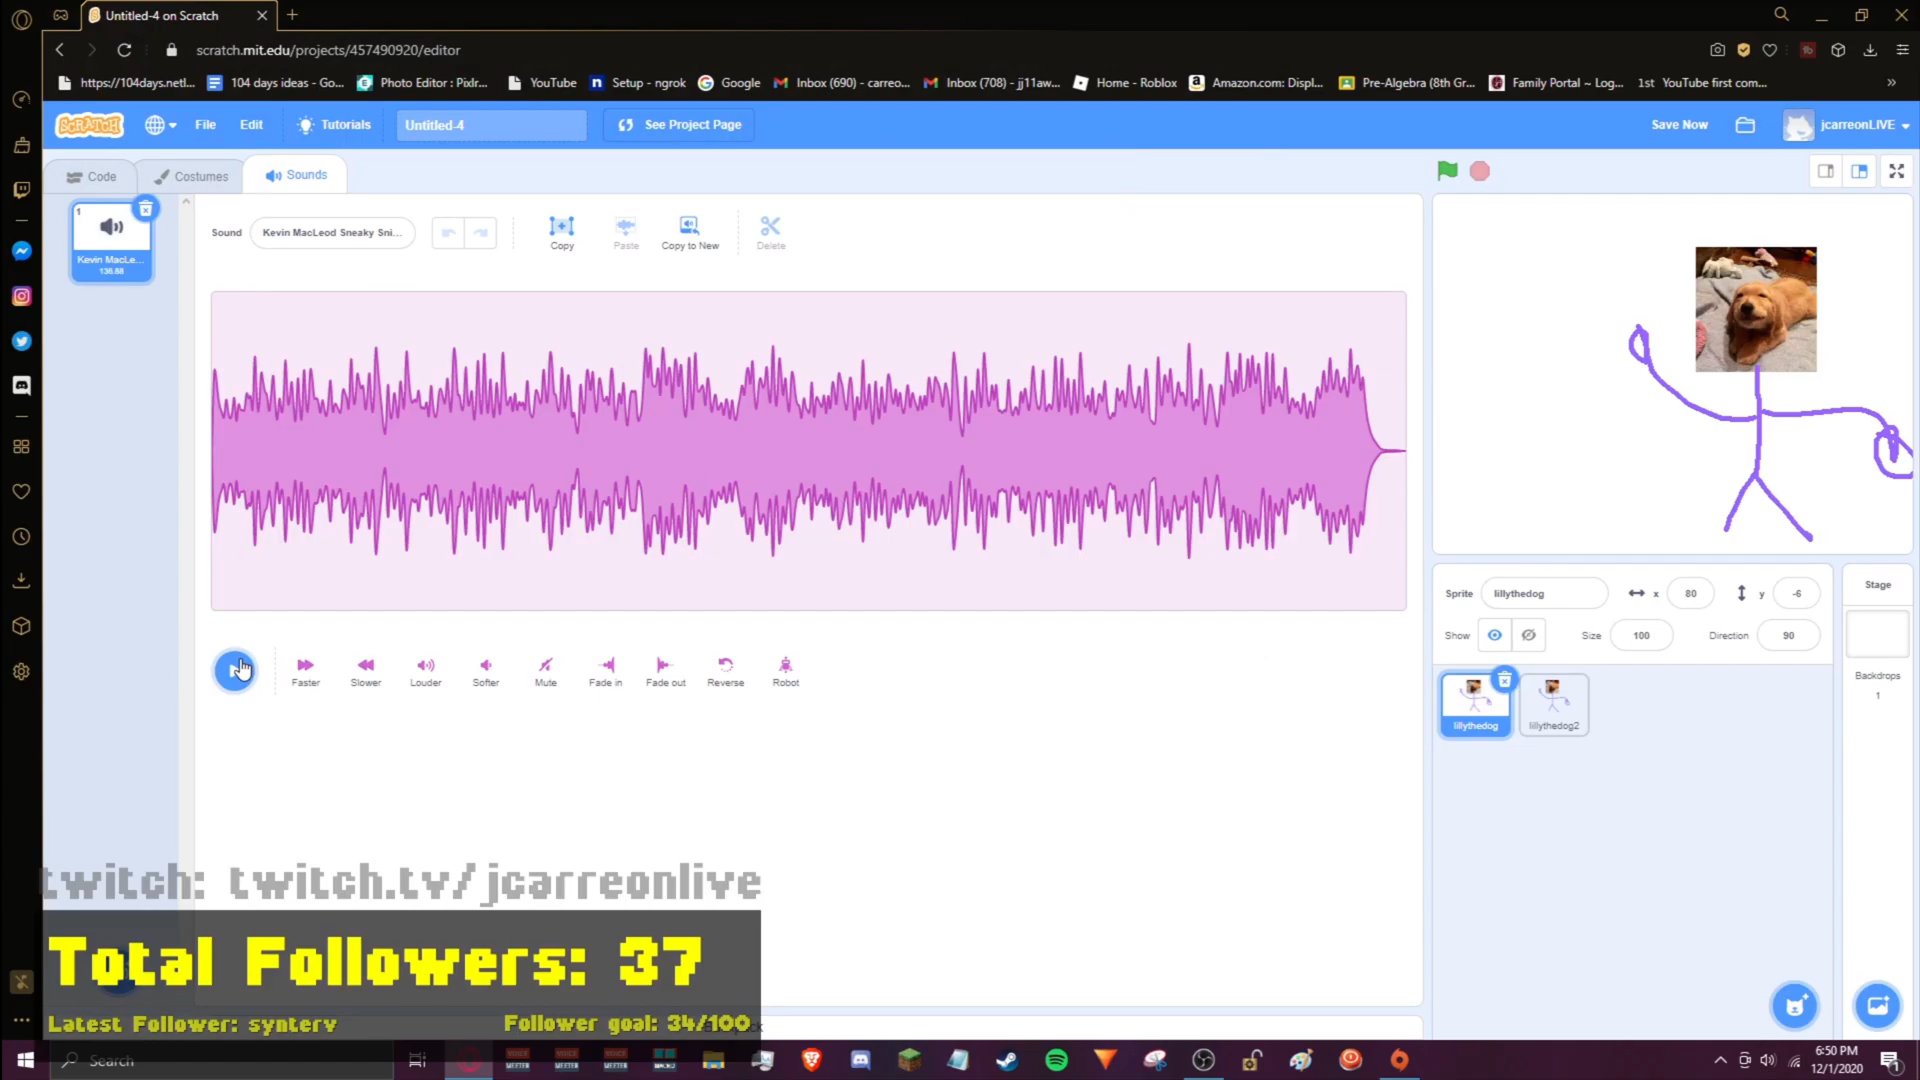 Untitled-4 on Scratch
scratch.mit.edu/projects/457490920/editor
https://104days.netl... 104 days ideas - Go... Photo Editor : Pixlr... YouTube Setup - ngrok Google Inbox (690) - carreo... Inbox (708) - jj11aw... Home - Roblox Amazon.com: Displ... Pre-Algebra (8th Gr... Family Portal ~ Log... 1st YouTube first com... »
SCRATCH File Edit Tutorials Untitled-4 See Project Page Save Now jcarreonLIVE
Code Costumes Sounds
1
Kevin MacLe...
136.88
Sound Kevin MacLeod Sneaky Sni... Copy Paste Copy to New Delete
Faster Slower Louder Softer Mute Fade in Fade out Reverse Robot
Sprite lillythedog x 80 y -6
Show Size 100 Direction 90
lillythedog lillythedog2
Stage
Backdrops
1
twitch: twitch.tv/jcarreonlive
Total Followers: 37
Latest Follower: synterv Follower goal: 34/100
Search
6:50 PM
12/1/2020